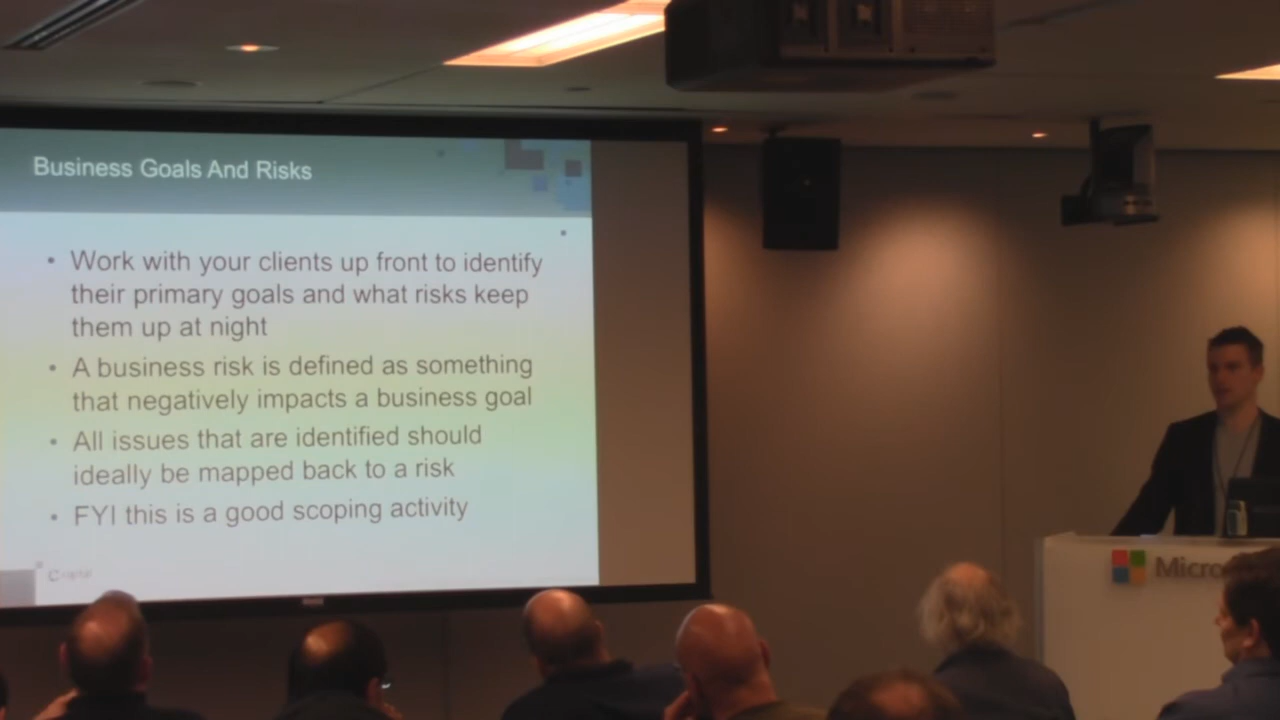 Business Goals And Risks
• Work with your clients up front to identify
their primary goals and what risks keep
them up at night
• A business risk is defined as something
that negatively impacts a business goal
• All issues that are identified should
ideally be mapped back to a risk
• FYI this is a good scoping activity
Micro